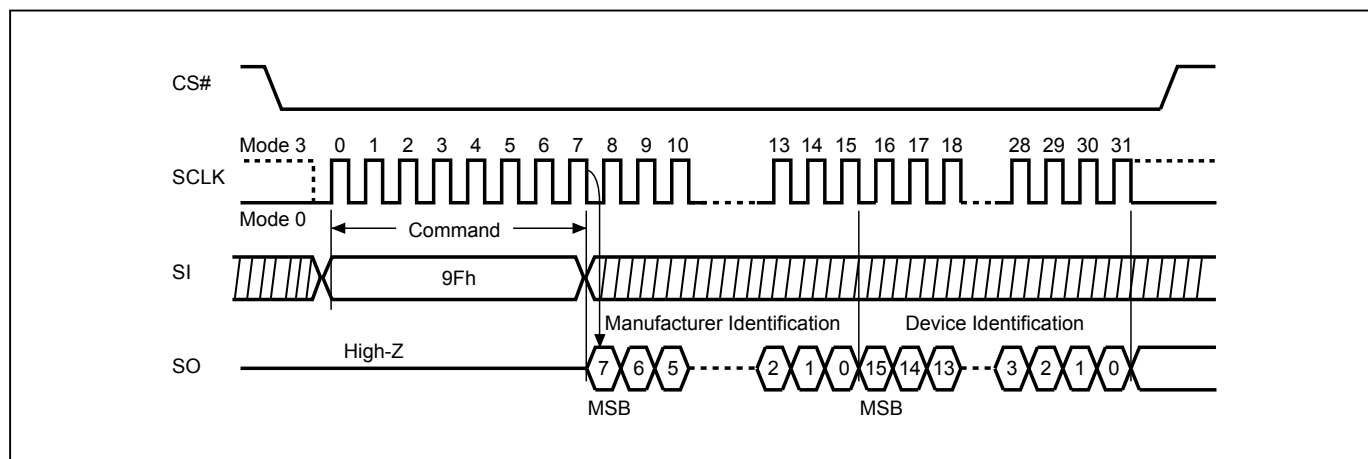 CS#
Mode 3 0 1 2 3 4 5 6 7 8 9 10 13 14 15 16 17 18 28 29 30 31
SCLK
Mode 0
Command
SI 9Fh
Manufacturer Identification Device Identification
High-Z
SO 7 6 5 2 1 0 15 14 13 3 2 1 0
MSB MSB